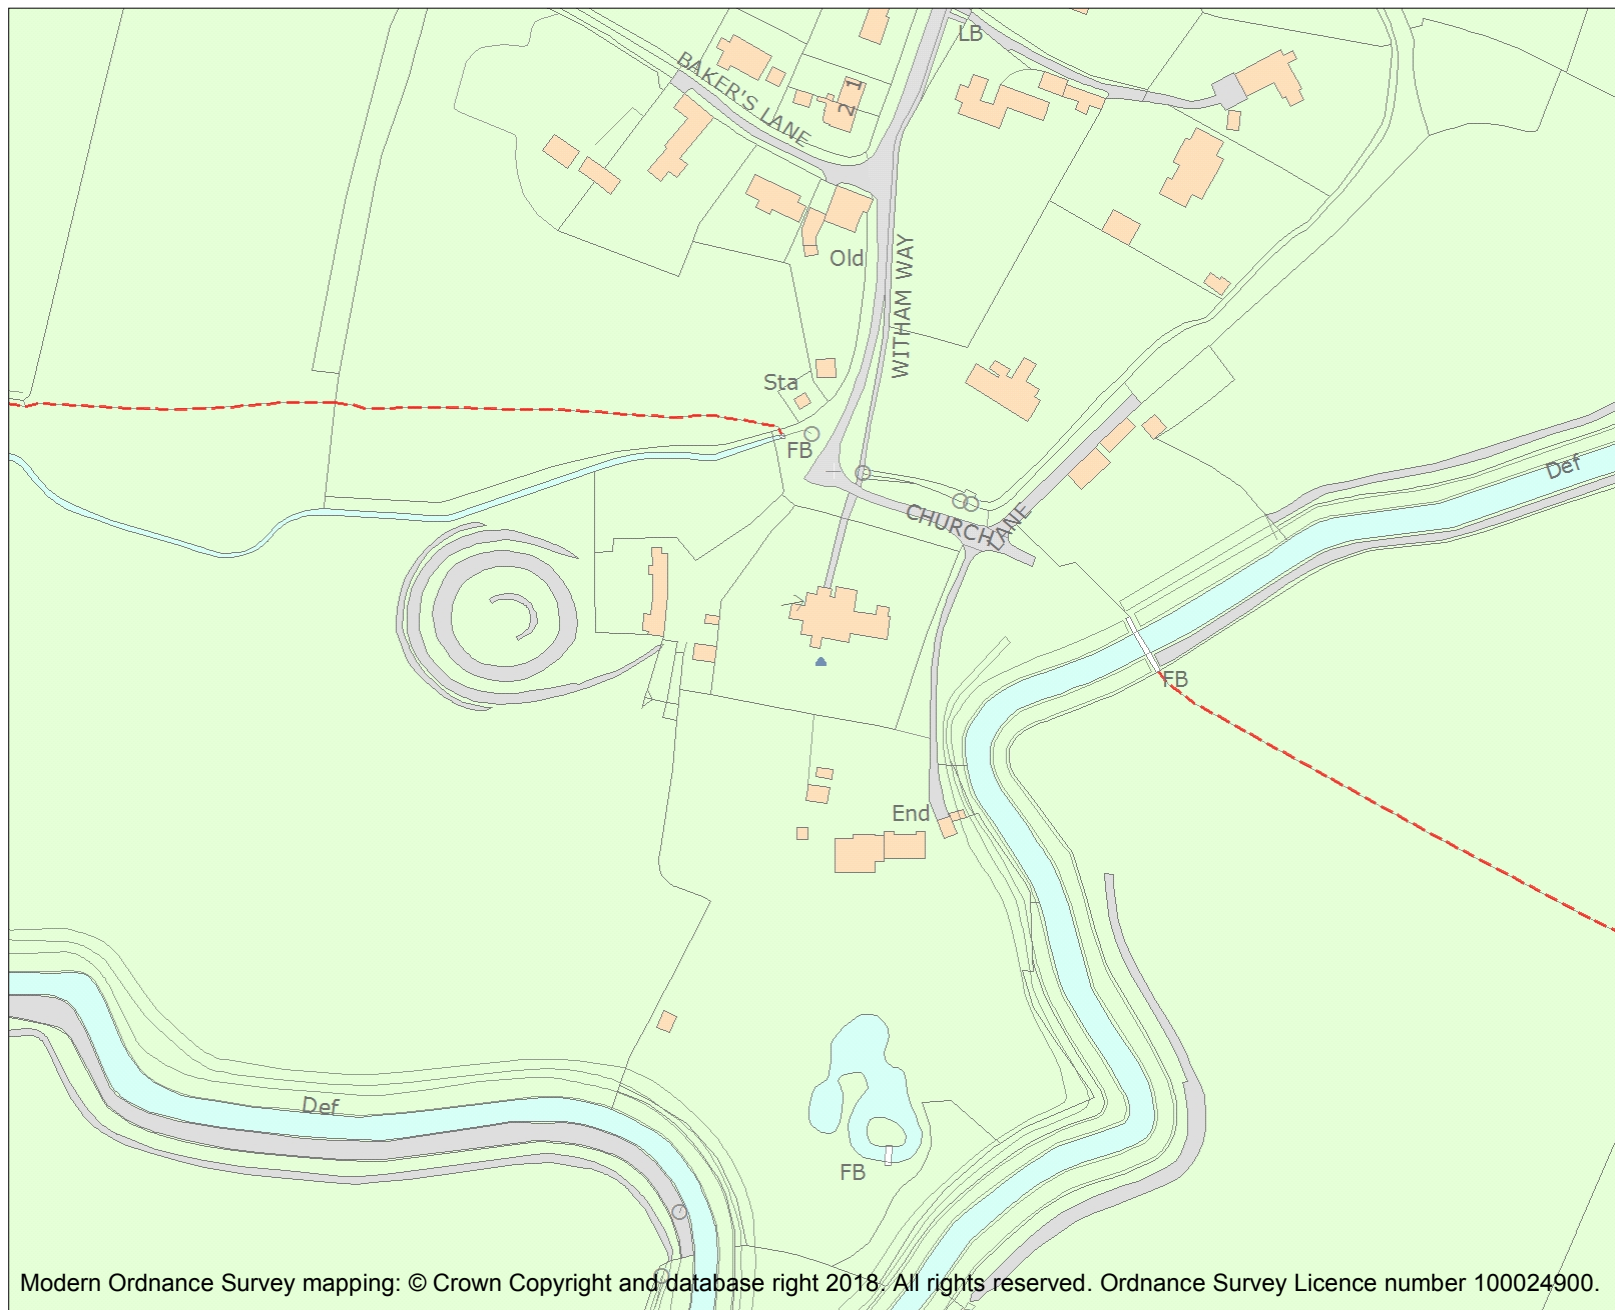 LB
BAKER'S LANE
1
2
Old
WITHAM WAY
Sta
FB
Def
CHURCH LANE
FB
End
Def
FB
Modern Ordnance Survey mapping: © Crown Copyright and database right 2018. All rights reserved. Ordnance Survey Licence number 100024900.